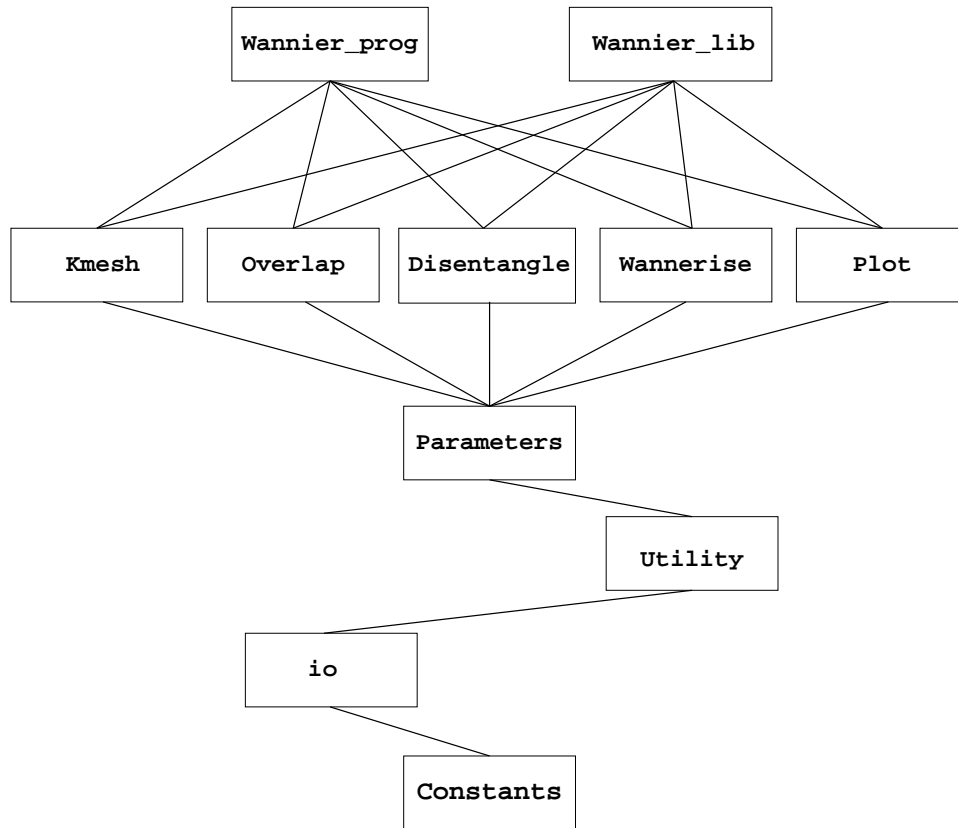 Wannier_prog
Wannier_lib
Kmesh
Overlap
Disentangle
Wannerise
Plot
Parameters
Utility
io
Constants